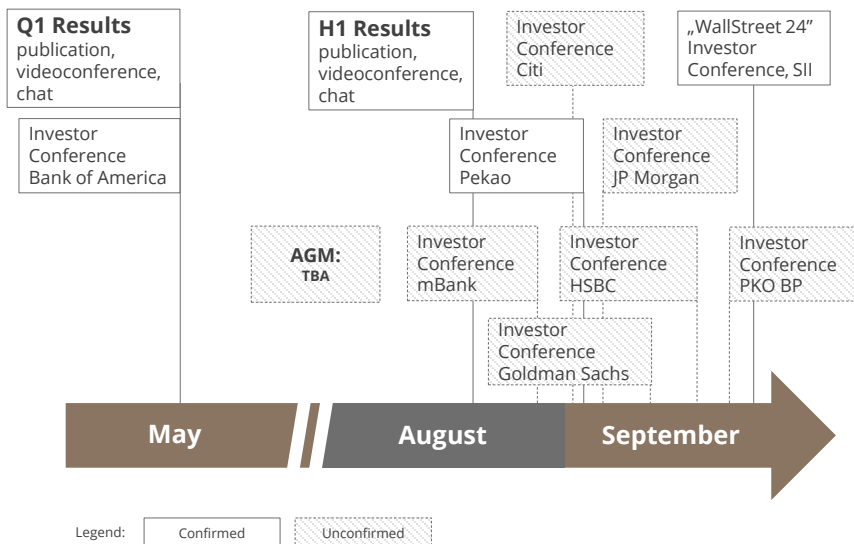 Q1 Results
publication,
videoconference,
chat
Investor
Conference
Bank of America
H1 Results
publication,
videoconference,
chat
Investor
Conference
Citi
„WallStreet 24”
Investor
Conference, SII
Investor
Conference
Pekao
Investor
Conference
JP Morgan
AGM:
TBA
Investor
Conference
mBank
Investor
Conference
HSBC
Investor
Conference
PKO BP
Investor
Conference
Goldman Sachs
May
August
September
Legend:
Confirmed
Unconfirmed